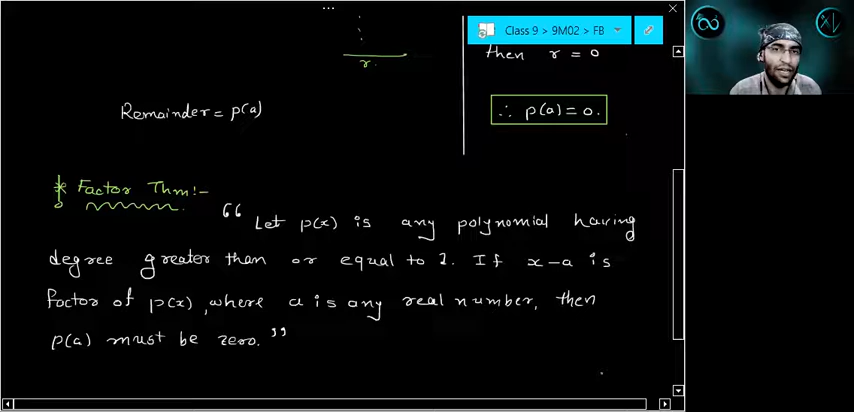 Class 9 > 9M02 > FB
r.
then r = 0
Remainder = p(a)
∴ p(a) = 0.
* Factor Thm:-
“ Let p(x) is any polynomial having
degree greater than or equal to 1. If x-a is
factor of p(x), where a is any real number, then
p(a) must be zero. ”